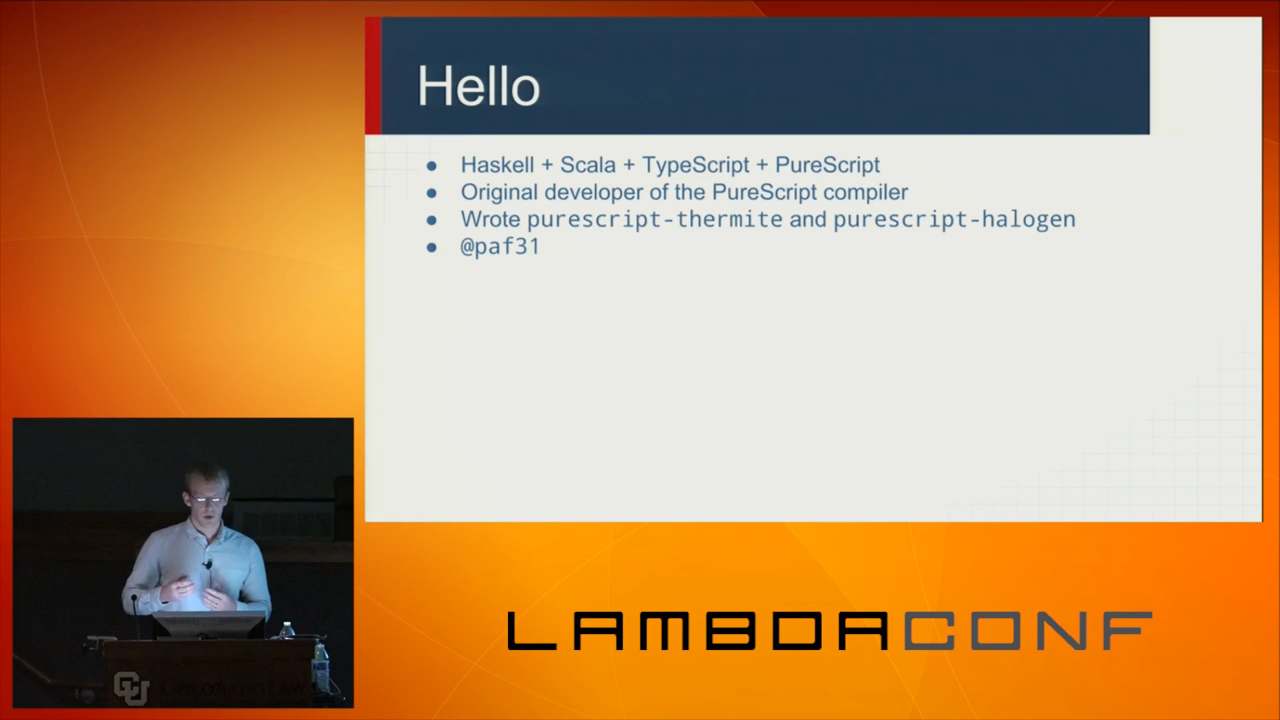 Hello
● Haskell + Scala + TypeScript + PureScript
● Original developer of the PureScript compiler
● Wrote purescript-thermite and purescript-halogen
● @paf31
LAMBDACONF
CU